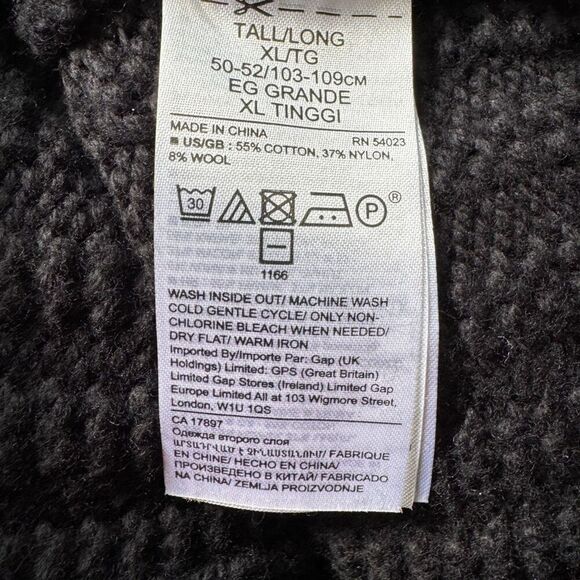 TALL/LONG
XL/TG
50-52/103-109CM
EG GRANDE
XL TINGGI
MADE IN CHINA RN 54023
■ US/GB : 55% COTTON, 37% NYLON,
8% WOOL
30 P ®
1166
WASH INSIDE OUT/ MACHINE WASH
COLD GENTLE CYCLE/ ONLY NON-
CHLORINE BLEACH WHEN NEEDED/
DRY FLAT/ WARM IRON
Imported By/Importe Par: Gap (UK
Holdings) Limited: GPS (Great Britain)
Limited Gap Stores (Ireland) Limited Gap
Europe Limited All at 103 Wigmore Street,
London, W1U 1QS
CA 17897
Одежда второго слоя
ԱՐՏԱԴՐՎԱԾ Է ՉԻՆԱՍՏԱՆՈՒՄ/ FABRIQUE
EN CHINE/ HECHO EN CHINA/
ПРОИЗВЕДЕНО В КИТАЙ/ FABRICADO
NA CHINA/ ZEMLJA PROIZVODNJE